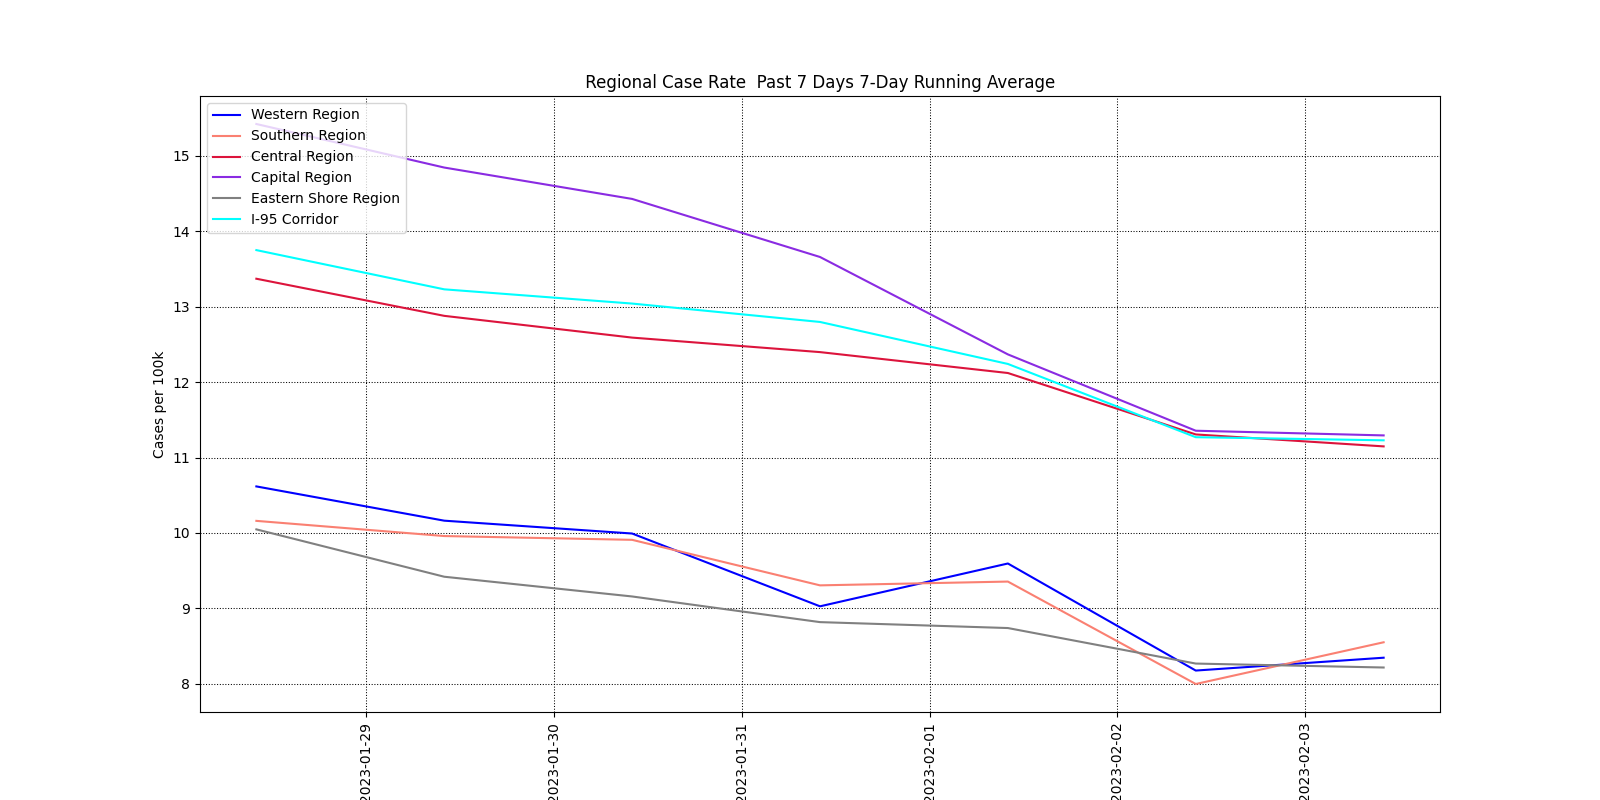 Regional Case Rate  Past 7 Days 7-Day Running Average
Western Region
Southern Region
Central Region
Capital Region
Eastern Shore Region
I-95 Corridor
Cases per 100k
15
14
13
12
11
10
9
8
2023-01-29
2023-01-30
2023-01-31
2023-02-01
2023-02-02
2023-02-03